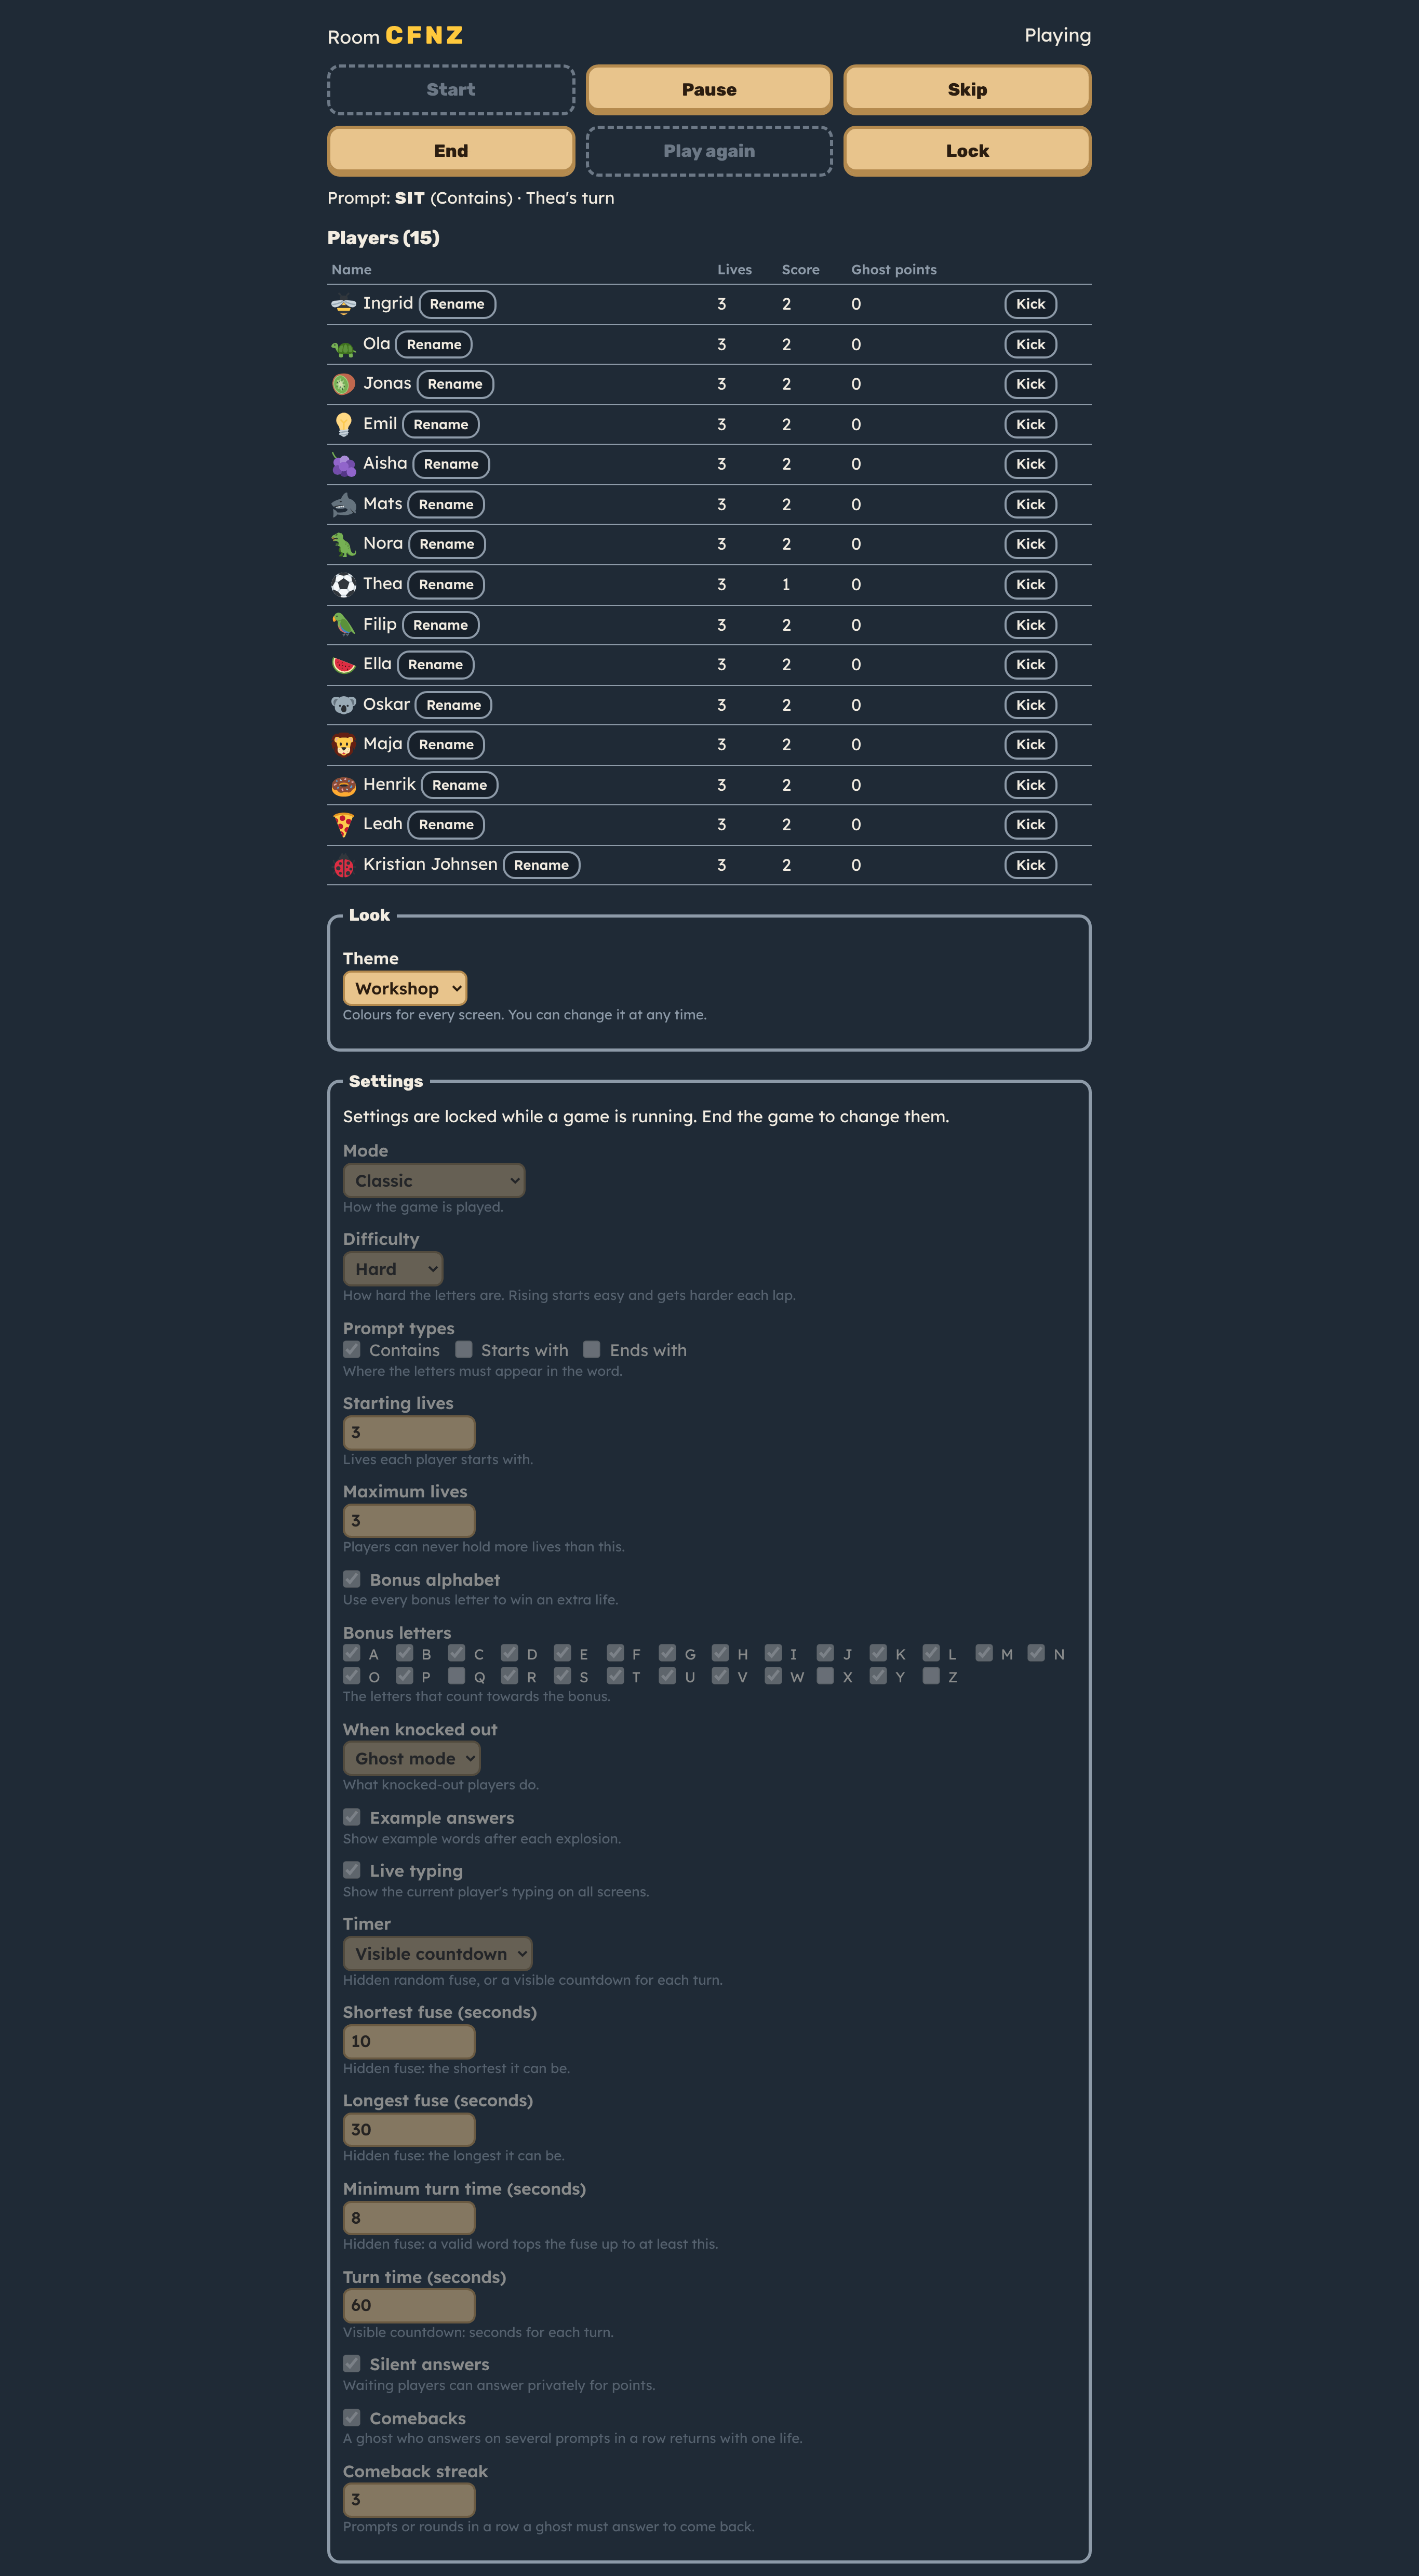 Room CFNZ Playing
Start Pause Skip
End Play again Lock
Prompt: SIT (Contains) · Thea's turn
Players (15)
Name Lives Score Ghost points
Ingrid Rename 3 2 0 Kick
Ola Rename 3 2 0 Kick
Jonas Rename 3 2 0 Kick
Emil Rename 3 2 0 Kick
Aisha Rename 3 2 0 Kick
Mats Rename 3 2 0 Kick
Nora Rename 3 2 0 Kick
Thea Rename 3 1 0 Kick
Filip Rename 3 2 0 Kick
Ella Rename 3 2 0 Kick
Oskar Rename 3 2 0 Kick
Maja Rename 3 2 0 Kick
Henrik Rename 3 2 0 Kick
Leah Rename 3 2 0 Kick
Kristian Johnsen Rename 3 2 0 Kick
Look
Theme
Workshop
Colours for every screen. You can change it at any time.
Settings
Settings are locked while a game is running. End the game to change them.
Mode
Classic
How the game is played.
Difficulty
Hard
How hard the letters are. Rising starts easy and gets harder each lap.
Prompt types
Contains Starts with Ends with
Where the letters must appear in the word.
Starting lives
3
Lives each player starts with.
Maximum lives
3
Players can never hold more lives than this.
Bonus alphabet
Use every bonus letter to win an extra life.
Bonus letters
A B C D E F G H I J K L M N
O P Q R S T U V W X Y Z
The letters that count towards the bonus.
When knocked out
Ghost mode
What knocked-out players do.
Example answers
Show example words after each explosion.
Live typing
Show the current player's typing on all screens.
Timer
Visible countdown
Hidden random fuse, or a visible countdown for each turn.
Shortest fuse (seconds)
10
Hidden fuse: the shortest it can be.
Longest fuse (seconds)
30
Hidden fuse: the longest it can be.
Minimum turn time (seconds)
8
Hidden fuse: a valid word tops the fuse up to at least this.
Turn time (seconds)
60
Visible countdown: seconds for each turn.
Silent answers
Waiting players can answer privately for points.
Comebacks
A ghost who answers on several prompts in a row returns with one life.
Comeback streak
3
Prompts or rounds in a row a ghost must answer to come back.